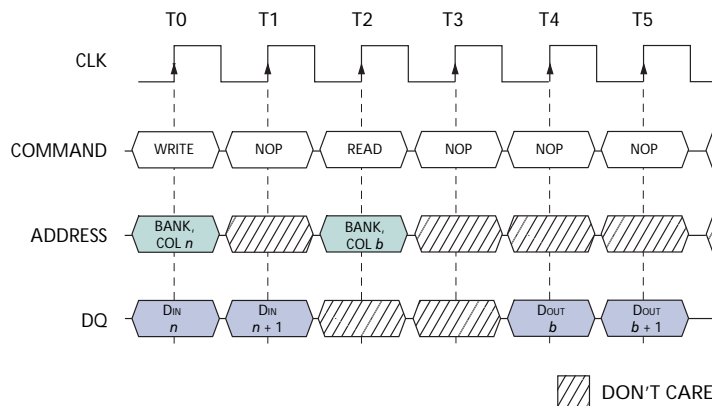 T0 T1 T2 T3 T4 T5
CLK
COMMAND WRITE NOP READ NOP NOP NOP
ADDRESS BANK, COL n BANK, COL b
DQ DIN n DIN n + 1 DOUT b DOUT b + 1
DON'T CARE